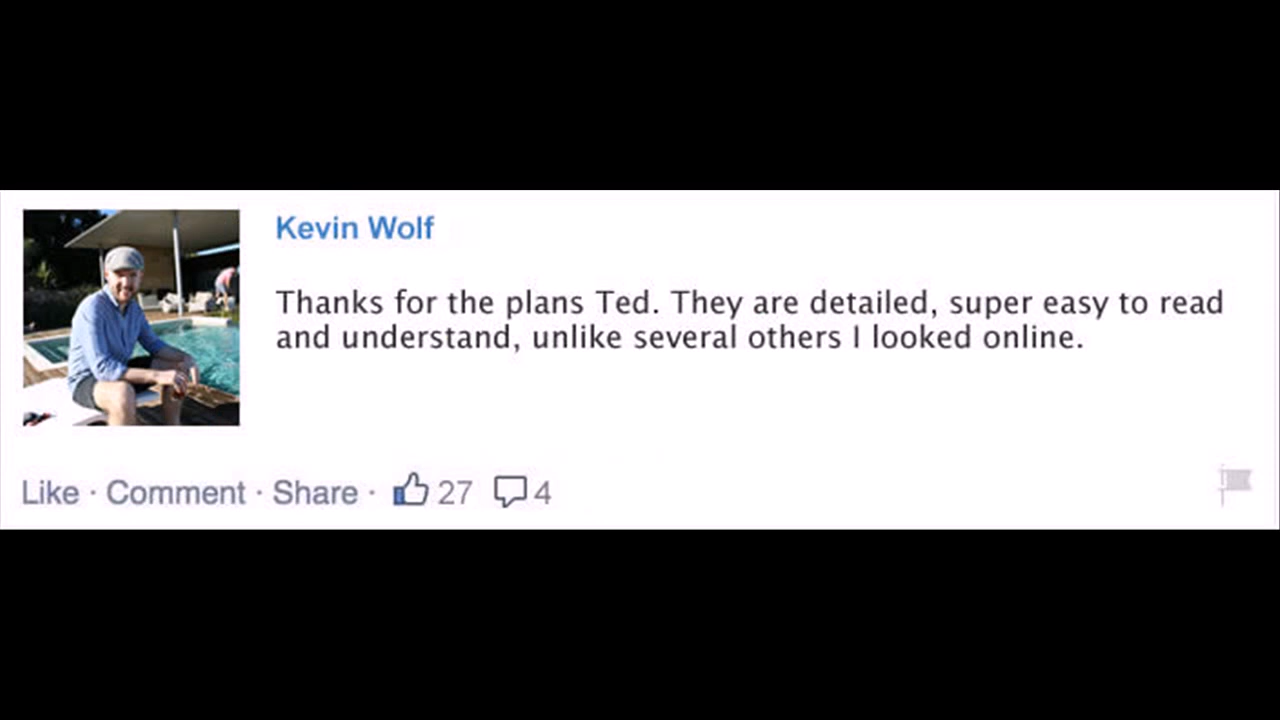 Kevin Wolf
Thanks for the plans Ted. They are detailed, super easy to read
and understand, unlike several others I looked online.
Like · Comment · Share · 27 4